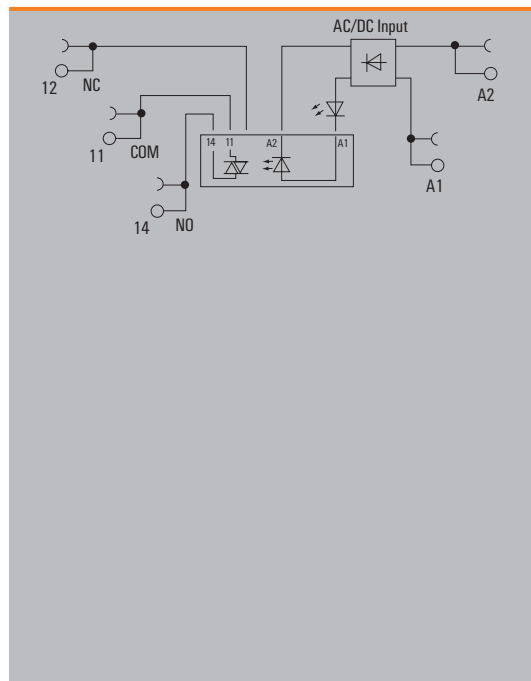 AC/DC Input
12 NC
A2
11 COM
14 11 A2 A1
A1
14 NO